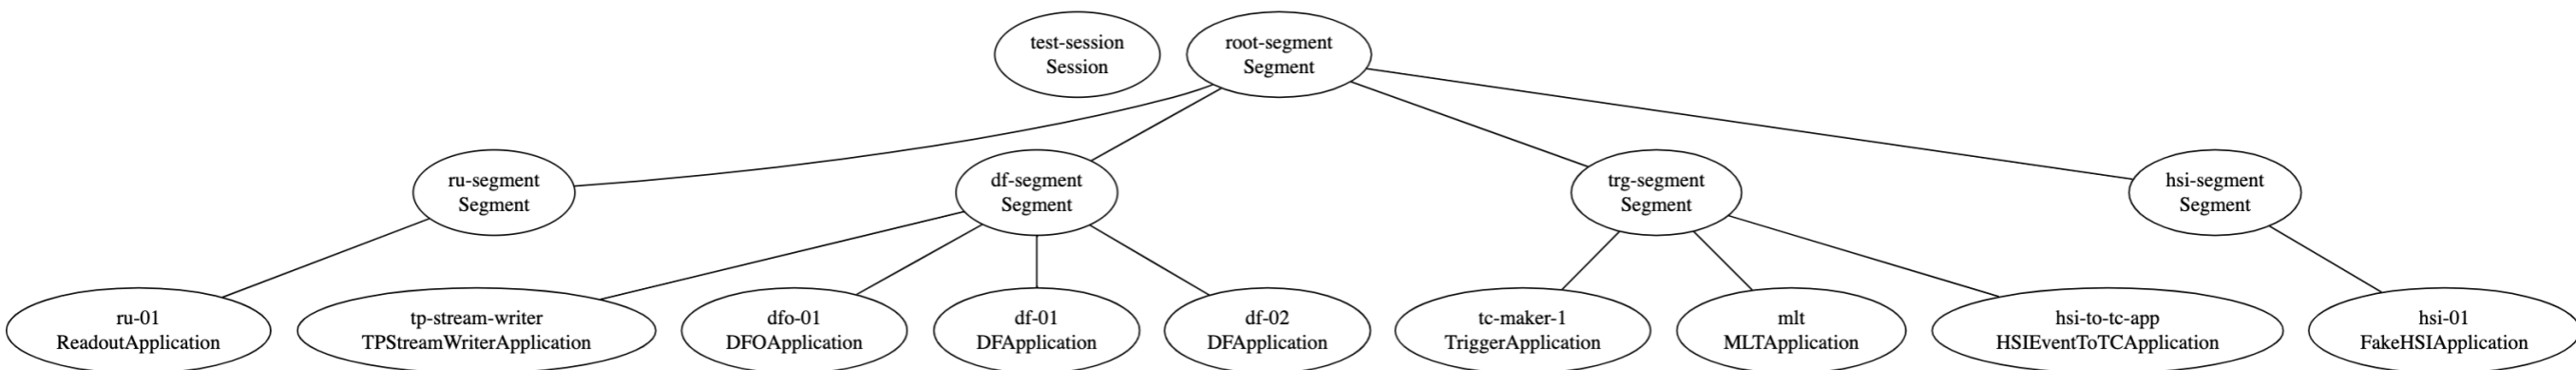 test-session
Session
root-segment
Segment
ru-segment
Segment
df-segment
Segment
trg-segment
Segment
hsi-segment
Segment
ru-01
ReadoutApplication
tp-stream-writer
TPStreamWriterApplication
dfo-01
DFOApplication
df-01
DFApplication
df-02
DFApplication
tc-maker-1
TriggerApplication
mlt
MLTApplication
hsi-to-tc-app
HSIEventToTCApplication
hsi-01
FakeHSIApplication